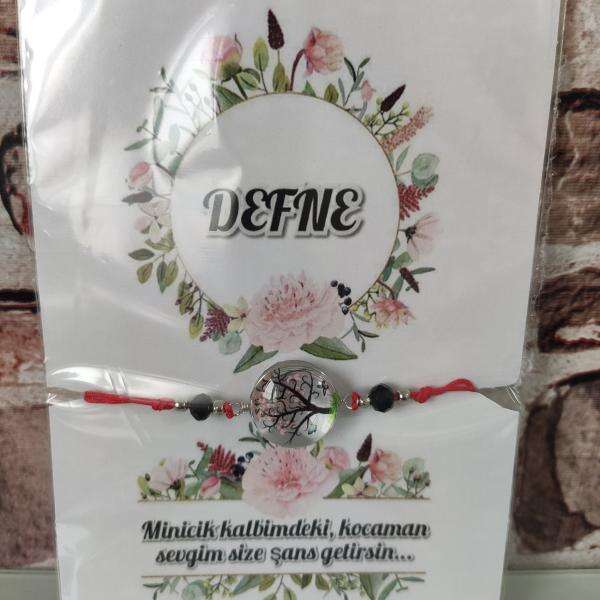 DEFNE
Minicik kalbimdeki, kocaman
sevgim size şans getirsin...